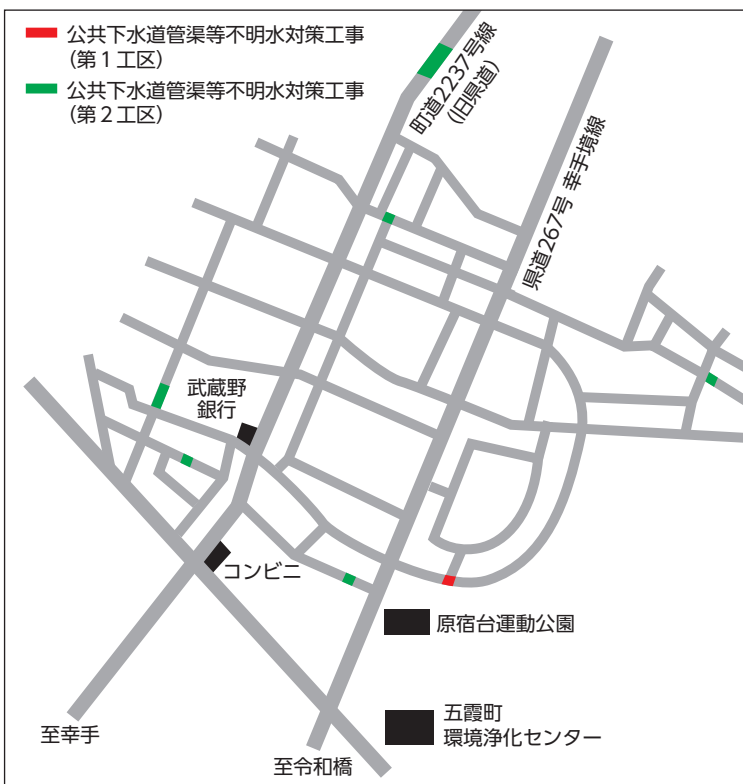 公共下水道管渠等不明水対策工事
(第1工区)
公共下水道管渠等不明水対策工事
(第2工区)
町道2237号線
(旧県道)
県道267号 幸手境線
武蔵野
銀行
コンビニ
原宿台運動公園
五霞町
環境浄化センター
至幸手
至令和橋